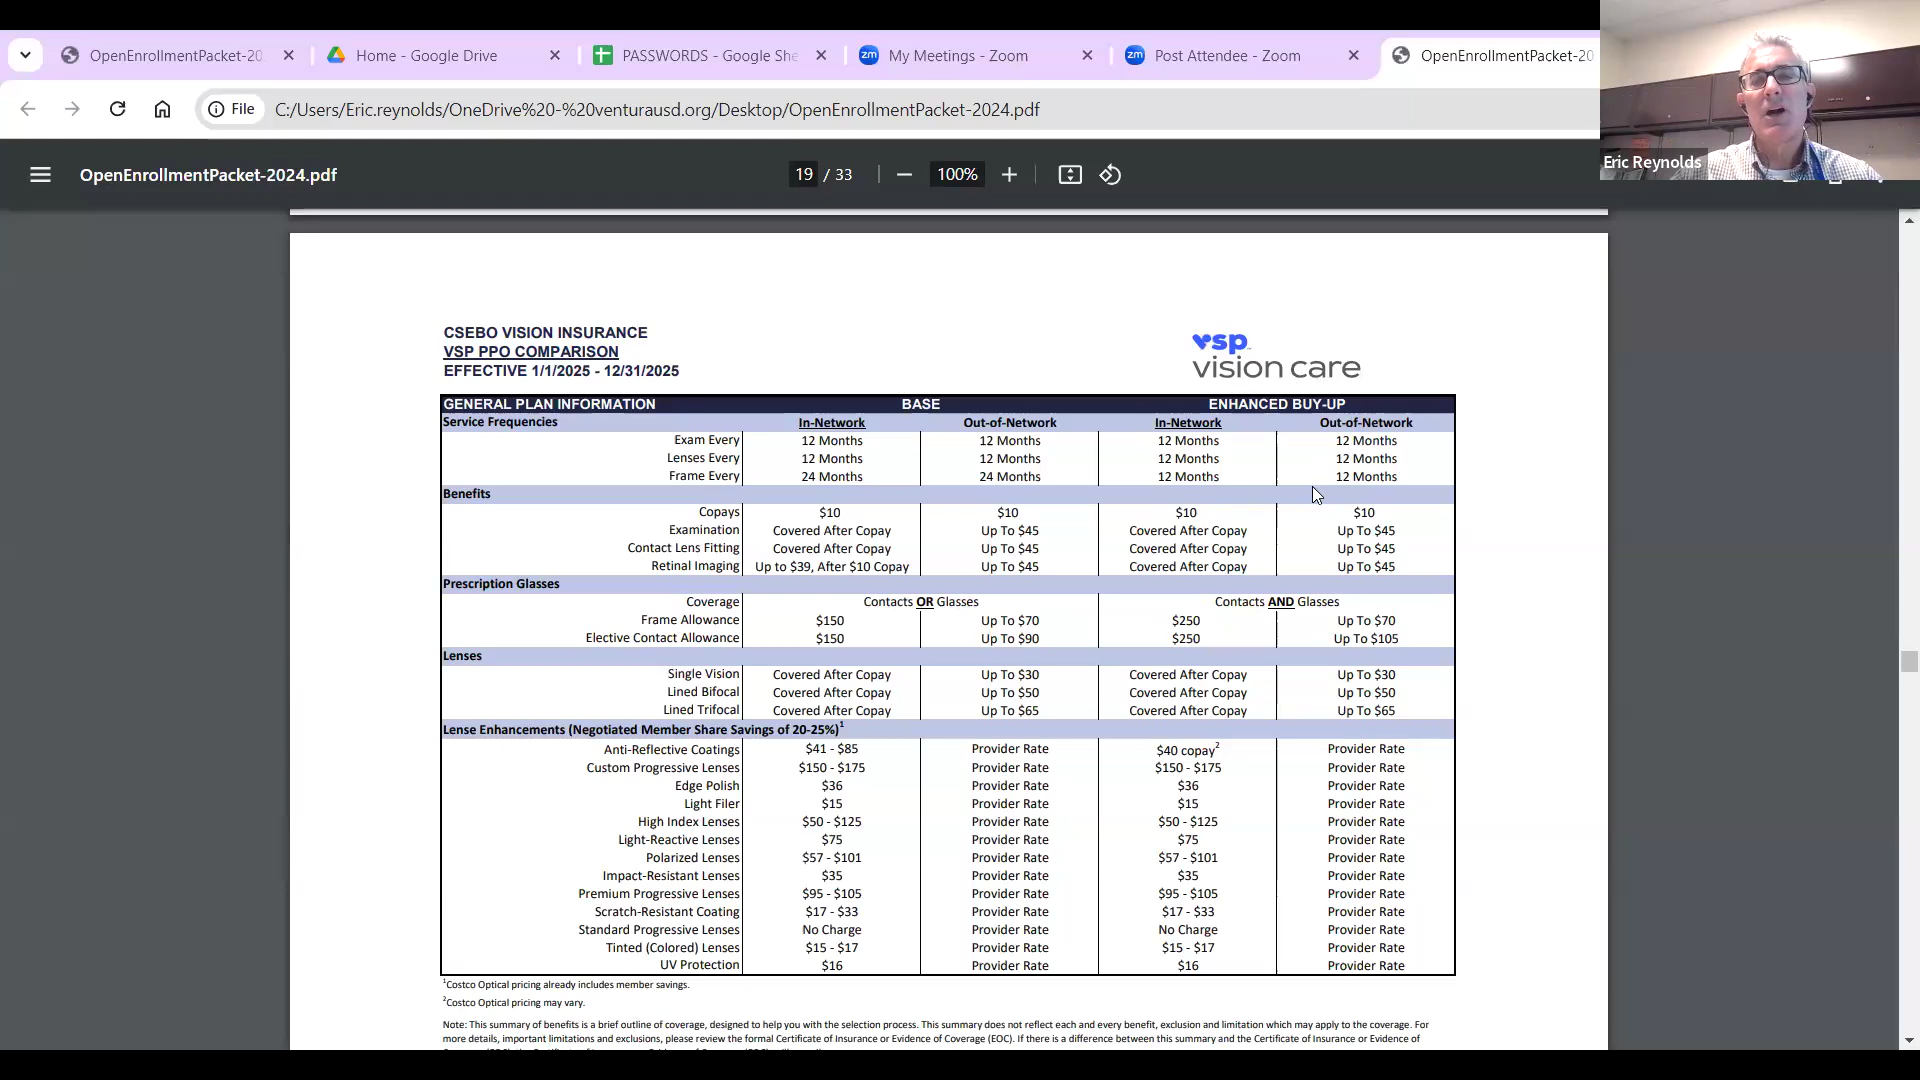 OpenEnrollmentPacket-20
Home - Google Drive
PASSWORDS - Google She
My Meetings - Zoom
Post Attendee - Zoom
OpenEnrollmentPacket-20
File C:/Users/Eric.reynolds/OneDrive%20-%20venturausd.org/Desktop/OpenEnrollmentPacket-2024.pdf
Eric Reynolds
OpenEnrollmentPacket-2024.pdf 19 / 33 — 100% +
CSEBO VISION INSURANCE
VSP PPO COMPARISON
EFFECTIVE 1/1/2025 - 12/31/2025
vsp
vision care
GENERAL PLAN INFORMATION BASE ENHANCED BUY-UP
Service Frequencies In-Network Out-of-Network In-Network Out-of-Network
Exam Every 12 Months 12 Months 12 Months 12 Months
Lenses Every 12 Months 12 Months 12 Months 12 Months
Frame Every 24 Months 24 Months 12 Months 12 Months
Benefits
Copays $10 $10 $10 $10
Examination Covered After Copay Up To $45 Covered After Copay Up To $45
Contact Lens Fitting Covered After Copay Up To $45 Covered After Copay Up To $45
Retinal Imaging Up to $39, After $10 Copay Up To $45 Covered After Copay Up To $45
Prescription Glasses
Coverage Contacts OR Glasses Contacts AND Glasses
Frame Allowance $150 Up To $70 $250 Up To $70
Elective Contact Allowance $150 Up To $90 $250 Up To $105
Lenses
Single Vision Covered After Copay Up To $30 Covered After Copay Up To $30
Lined Bifocal Covered After Copay Up To $50 Covered After Copay Up To $50
Lined Trifocal Covered After Copay Up To $65 Covered After Copay Up To $65
Lense Enhancements (Negotiated Member Share Savings of 20-25%)1
Anti-Reflective Coatings $41 - $85 Provider Rate $40 copay2 Provider Rate
Custom Progressive Lenses $150 - $175 Provider Rate $150 - $175 Provider Rate
Edge Polish $36 Provider Rate $36 Provider Rate
Light Filer $15 Provider Rate $15 Provider Rate
High Index Lenses $50 - $125 Provider Rate $50 - $125 Provider Rate
Light-Reactive Lenses $75 Provider Rate $75 Provider Rate
Polarized Lenses $57 - $101 Provider Rate $57 - $101 Provider Rate
Impact-Resistant Lenses $35 Provider Rate $35 Provider Rate
Premium Progressive Lenses $95 - $105 Provider Rate $95 - $105 Provider Rate
Scratch-Resistant Coating $17 - $33 Provider Rate $17 - $33 Provider Rate
Standard Progressive Lenses No Charge Provider Rate No Charge Provider Rate
Tinted (Colored) Lenses $15 - $17 Provider Rate $15 - $17 Provider Rate
UV Protection $16 Provider Rate $16 Provider Rate
1Costco Optical pricing already includes member savings.
2Costco Optical pricing may vary.
Note: This summary of benefits is a brief outline of coverage, designed to help you with the selection process. This summary does not reflect each and every benefit, exclusion and limitation which may apply to the coverage. For
more details, important limitations and exclusions, please review the formal Certificate of Insurance or Evidence of Coverage (EOC). If there is a difference between this summary and the Certificate of Insurance or Evidence of